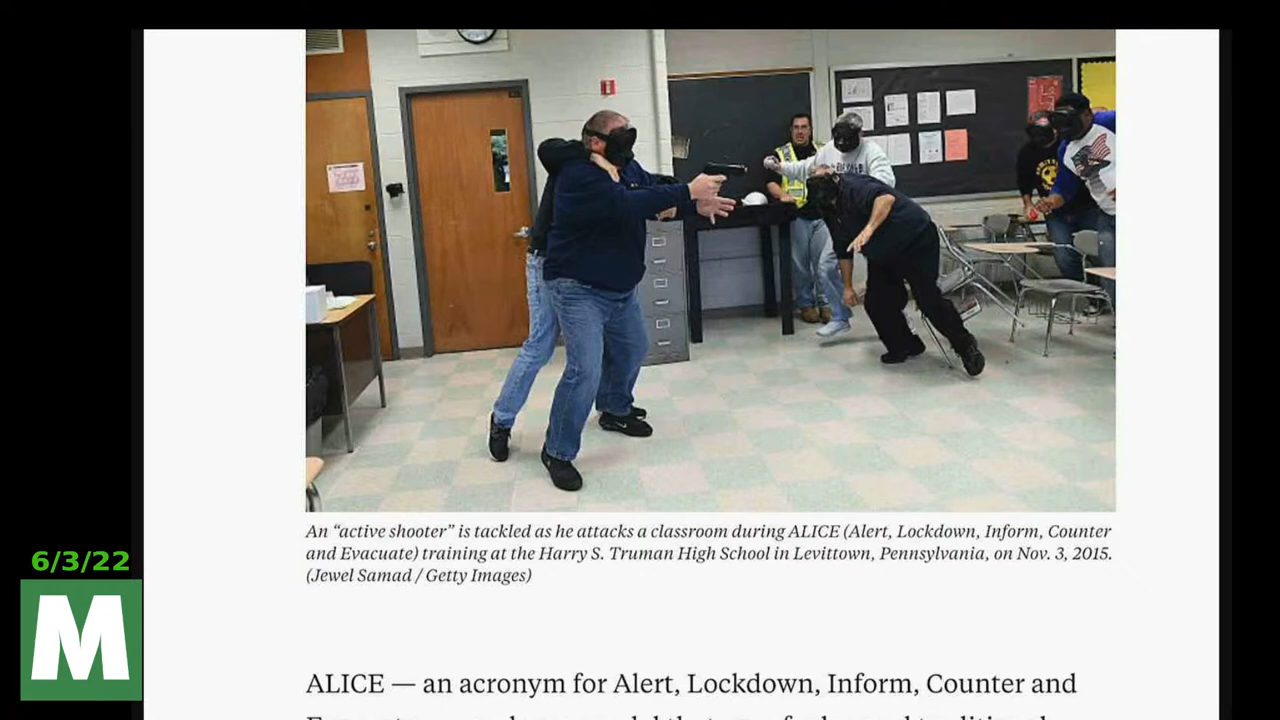 An “active shooter” is tackled as he attacks a classroom during ALICE (Alert, Lockdown, Inform, Counter
and Evacuate) training at the Harry S. Truman High School in Levittown, Pennsylvania, on Nov. 3, 2015.
(Jewel Samad / Getty Images)
6/3/22
M
ALICE — an acronym for Alert, Lockdown, Inform, Counter and